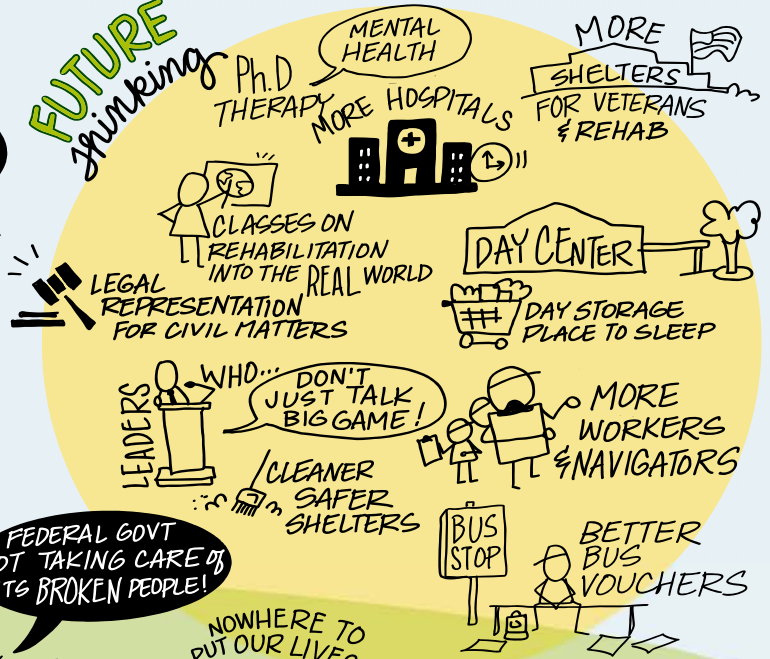 FUTURE
thinking
Ph.D
THERAPY
MENTAL
HEALTH
MORE HOSPITALS
MORE
SHELTERS
FOR VETERANS
& REHAB
CLASSES ON
REHABILITATION
INTO THE REAL WORLD
DAY CENTER
LEGAL
REPRESENTATION
FOR CIVIL MATTERS
DAY STORAGE
PLACE TO SLEEP
LEADERS
WHO...
DON'T
JUST TALK
BIG GAME!
MORE
WORKERS
& NAVIGATORS
CLEANER
SAFER
SHELTERS
BUS
STOP
BETTER
BUS
VOUCHERS
FEDERAL GOVT
OT TAKING CARE of
TS BROKEN PEOPLE!
NOWHERE TO
PUT OUR LIVES